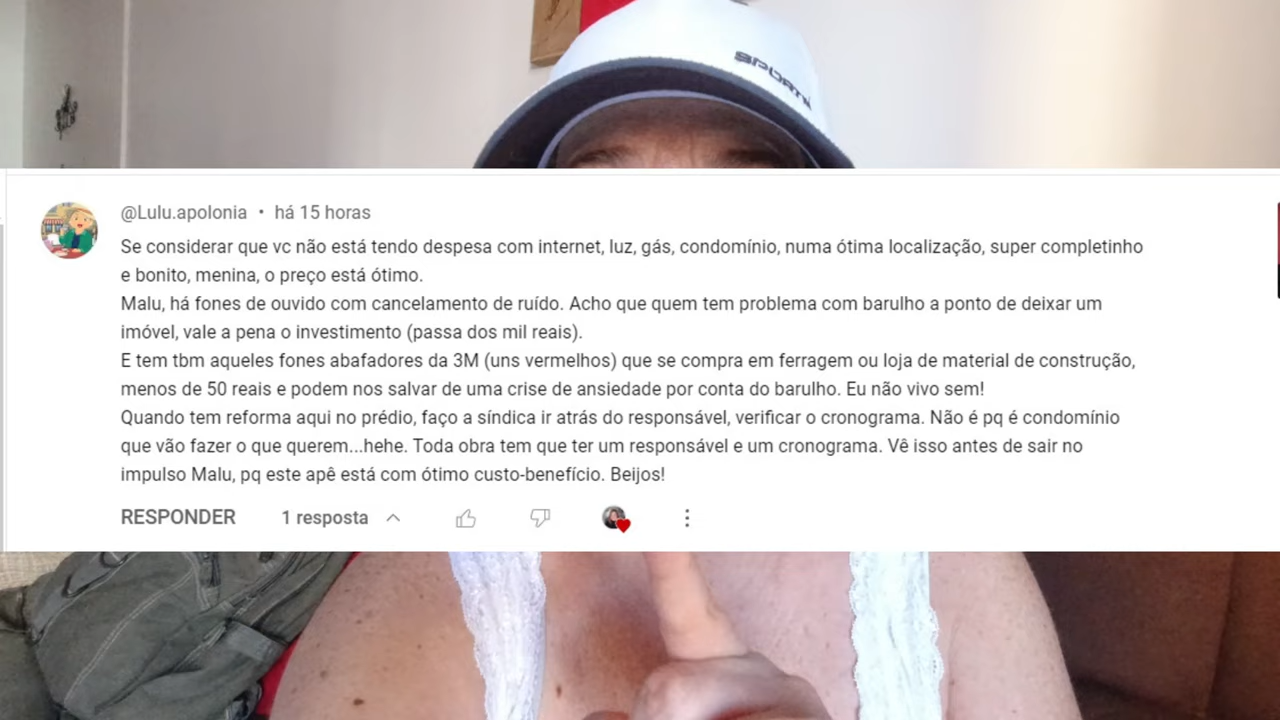 SPORT
@Lulu.apolonia • há 15 horas
Se considerar que vc não está tendo despesa com internet, luz, gás, condomínio, numa ótima localização, super completinho
e bonito, menina, o preço está ótimo.
Malu, há fones de ouvido com cancelamento de ruído. Acho que quem tem problema com barulho a ponto de deixar um
imóvel, vale a pena o investimento (passa dos mil reais).
E tem tbm aqueles fones abafadores da 3M (uns vermelhos) que se compra em ferragem ou loja de material de construção,
menos de 50 reais e podem nos salvar de uma crise de ansiedade por conta do barulho. Eu não vivo sem!
Quando tem reforma aqui no prédio, faço a síndica ir atrás do responsável, verificar o cronograma. Não é pq é condomínio
que vão fazer o que querem...hehe. Toda obra tem que ter um responsável e um cronograma. Vê isso antes de sair no
impulso Malu, pq este apê está com ótimo custo-benefício. Beijos!
RESPONDER 1 resposta